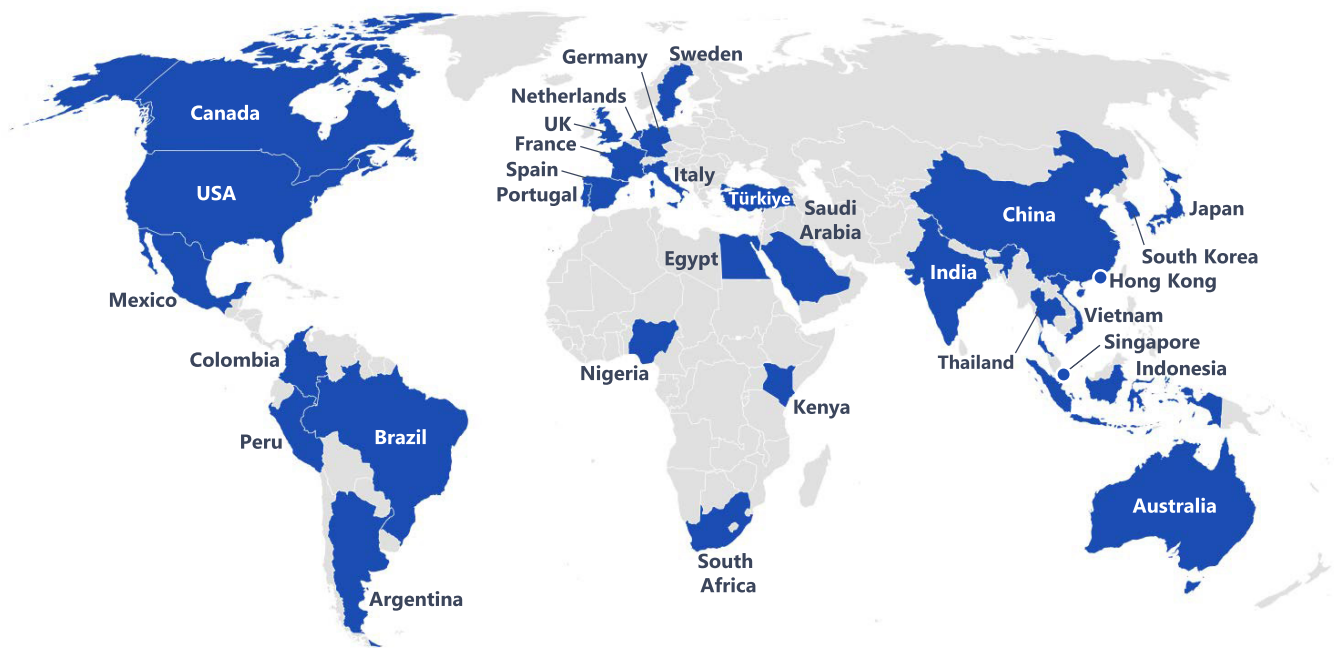 Sweden
Germany
Netherlands
UK
France
Spain
Portugal
Italy
Türkiye
Canada
USA
Mexico
Colombia
Peru
Brazil
Argentina
Saudi
Arabia
Egypt
Nigeria
Kenya
South
Africa
China
Japan
South Korea
Hong Kong
India
Vietnam
Thailand
Singapore
Indonesia
Australia